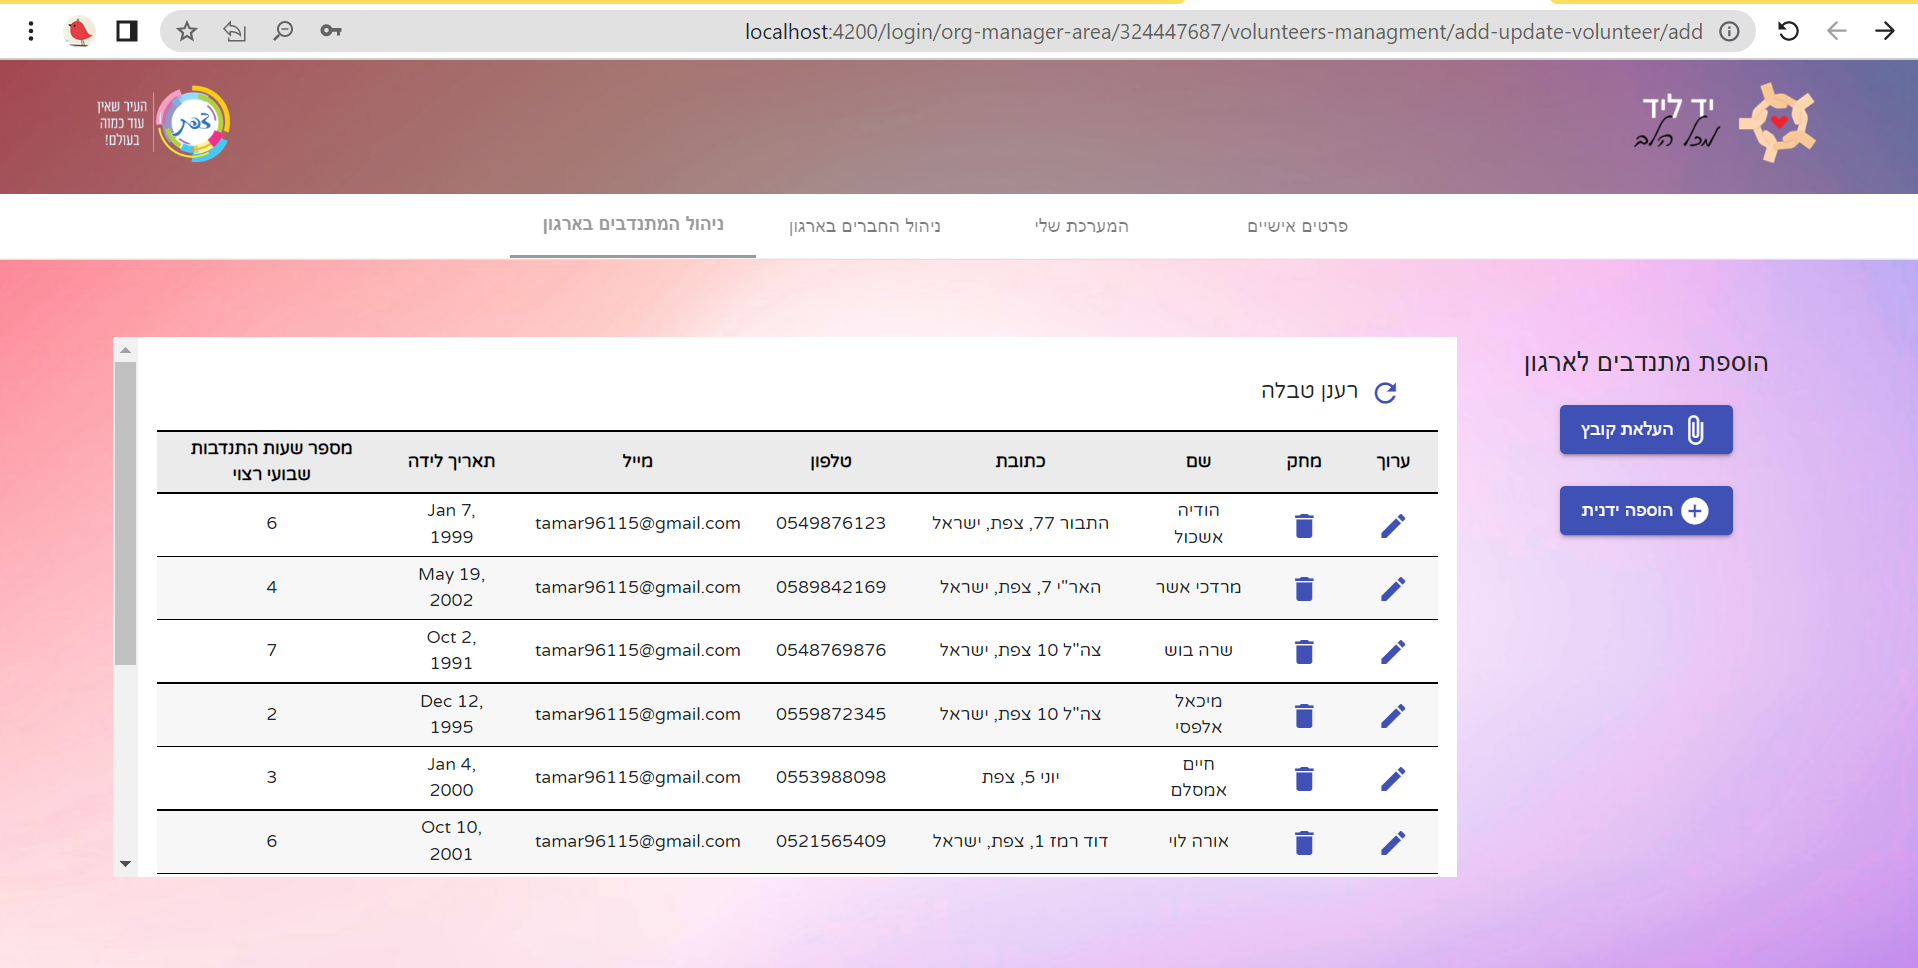 localhost:4200/login/org-manager-area/324447687/volunteers-managment/add-update-volunteer/add
יד ליד
מכל הלב
העיר שאין
עוד כמוה
בעולם!
צפת
פרטים אישיים
המערכת שלי
ניהול החברים בארגון
ניהול המתנדבים בארגון
הוספת מתנדבים לארגון
העלאת קובץ
הוספה ידנית
רענן טבלה
ערוך מחק שם כתובת טלפון מייל תאריך לידה מספר שעות התנדבות
שבועי רצוי
הודיה אשכול התבור 77, צפת, ישראל 0549876123 tamar96115@gmail.com Jan 7, 1999 6
מרדכי אשר האר"י 7, צפת, ישראל 0589842169 tamar96115@gmail.com May 19, 2002 4
שרה בוש צה"ל 10 צפת, ישראל 0548769876 tamar96115@gmail.com Oct 2, 1991 7
מיכאל אלפסי צה"ל 10 צפת, ישראל 0559872345 tamar96115@gmail.com Dec 12, 1995 2
חיים אמסלם יוני 5, צפת 0553988098 tamar96115@gmail.com Jan 4, 2000 3
אורה לוי דוד רמז 1, צפת, ישראל 0521565409 tamar96115@gmail.com Oct 10, 2001 6